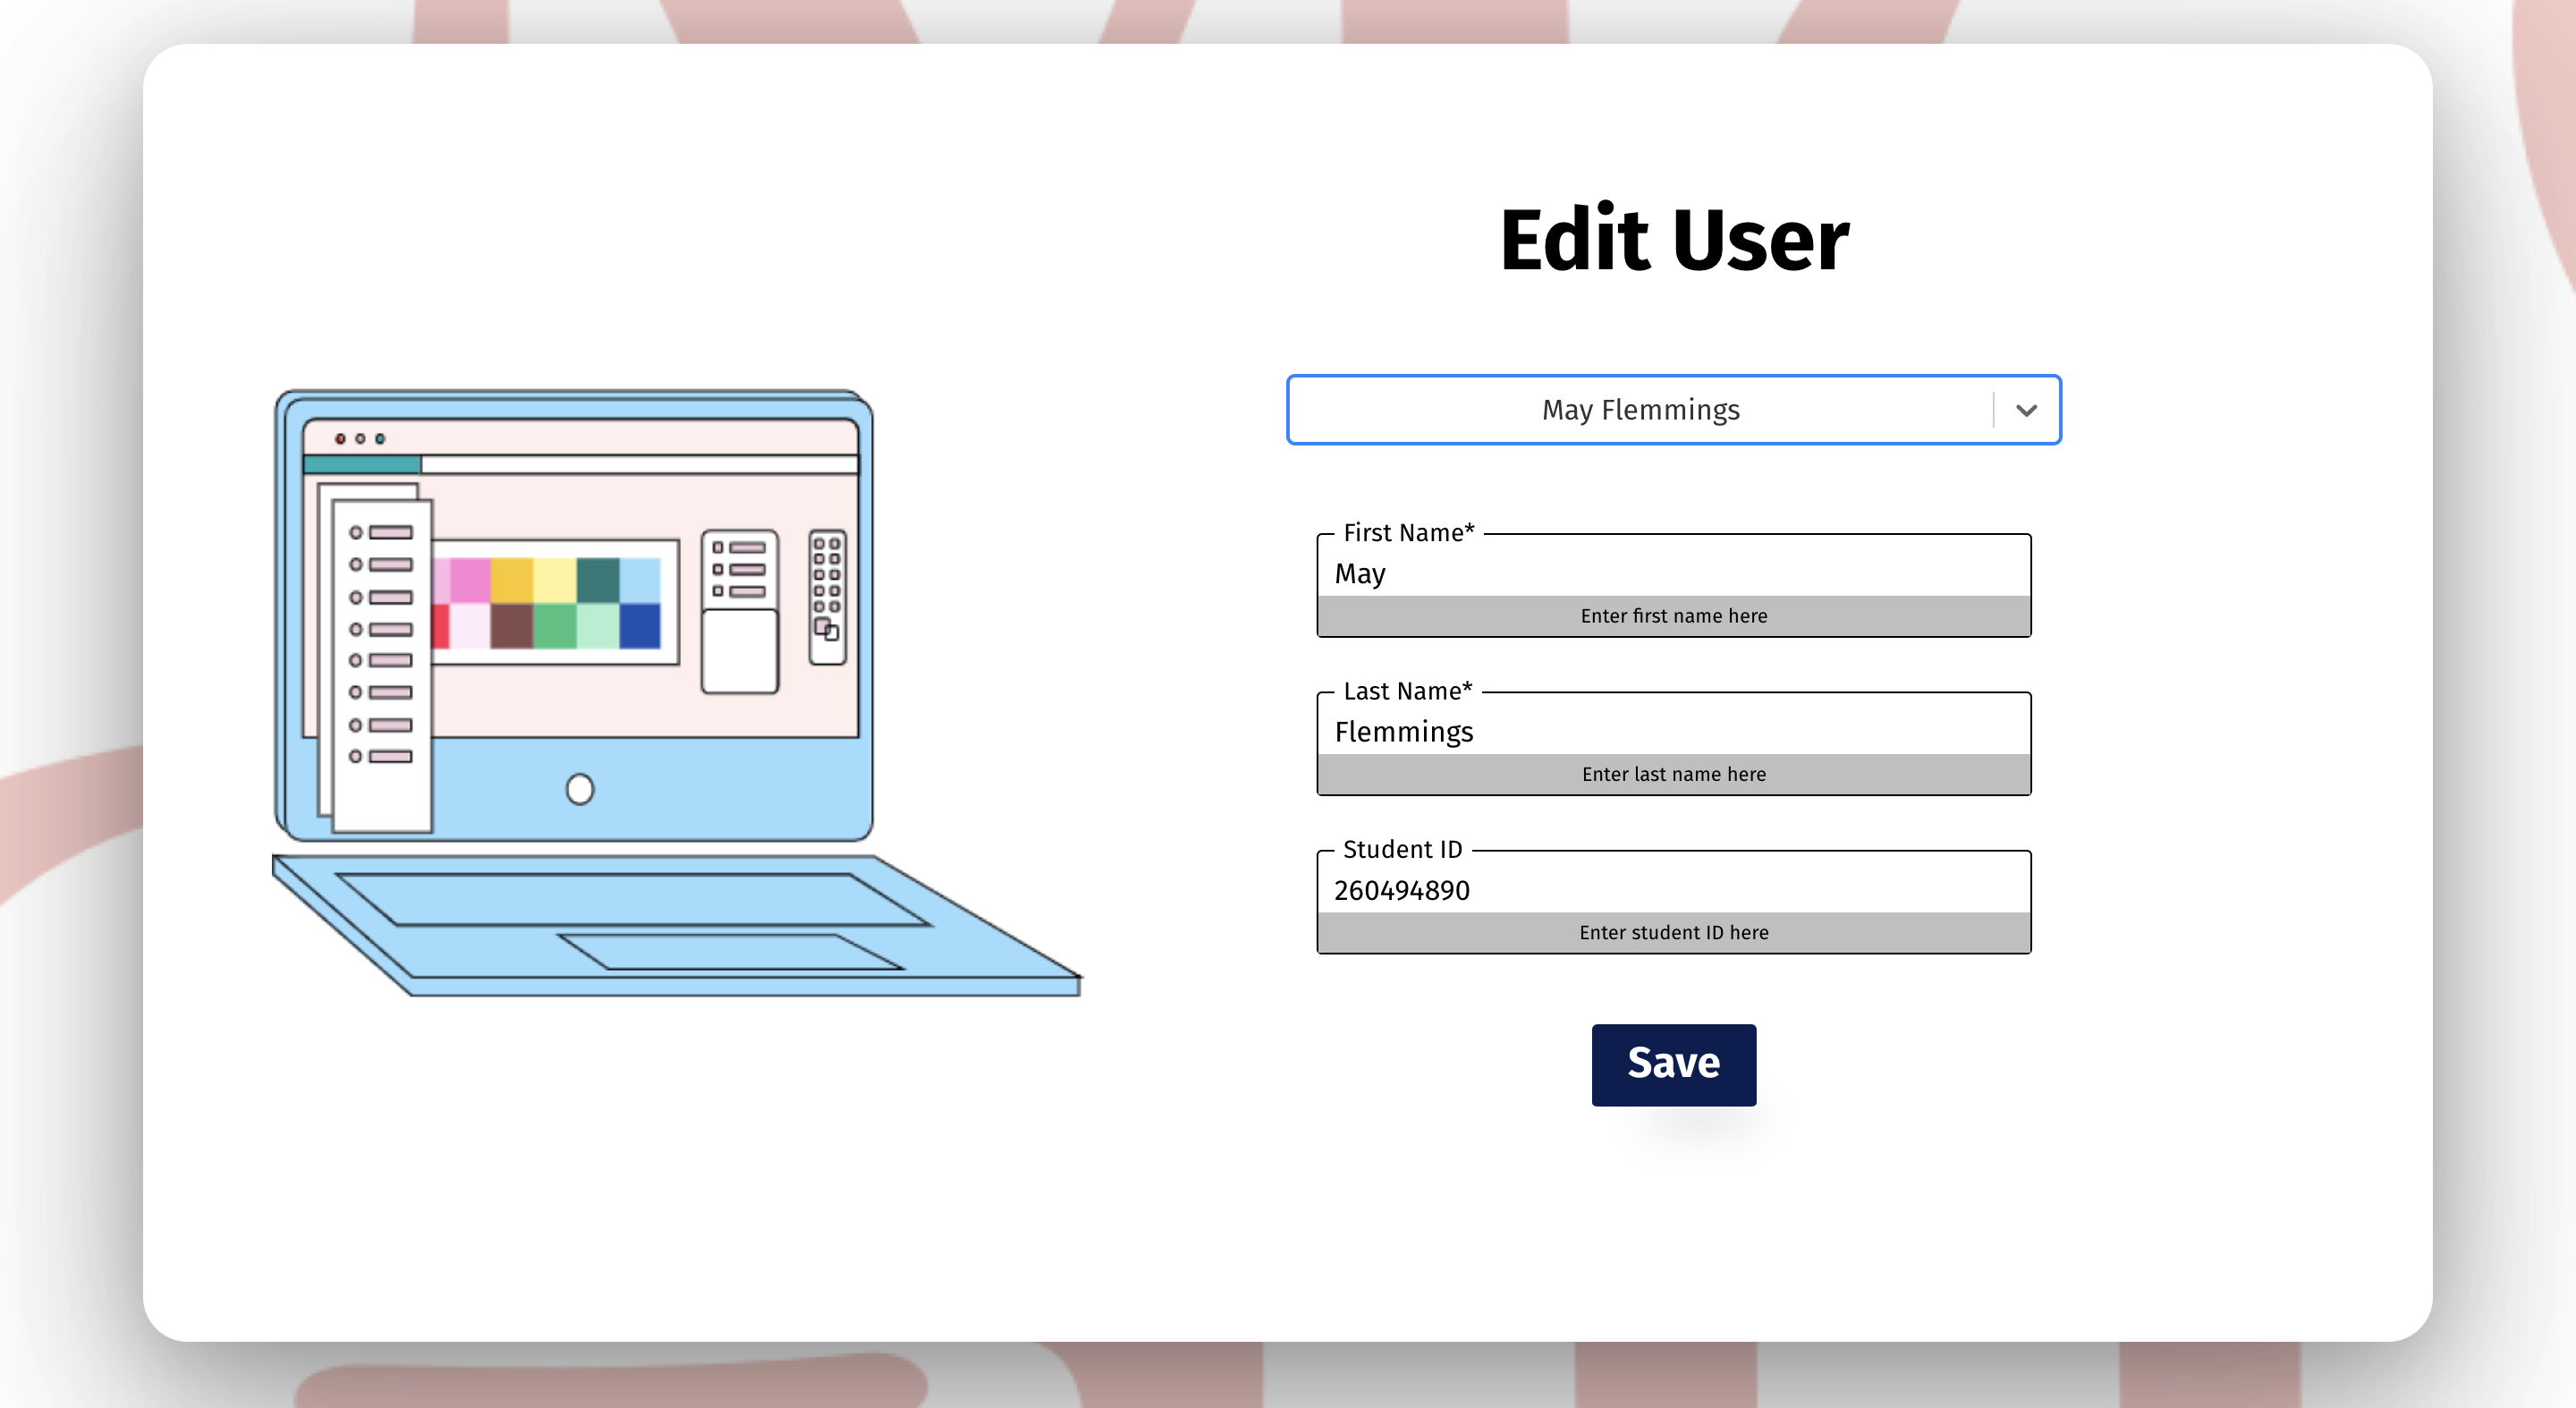 Edit User
May Flemmings
First Name*
May
Enter first name here
Last Name*
Flemmings
Enter last name here
Student ID
260494890
Enter student ID here
Save